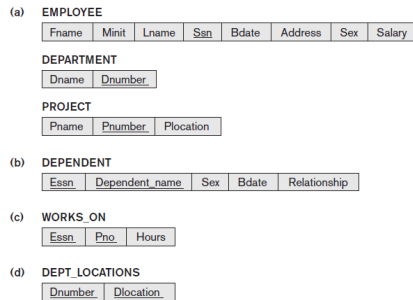 (a) EMPLOYEE
Fname Minit Lname Ssn Bdate Address Sex Salary
DEPARTMENT
Dname Dnumber
PROJECT
Pname Pnumber Plocation
(b) DEPENDENT
Essn Dependent_name Sex Bdate Relationship
(c) WORKS_ON
Essn Pno Hours
(d) DEPT_LOCATIONS
Dnumber Dlocation